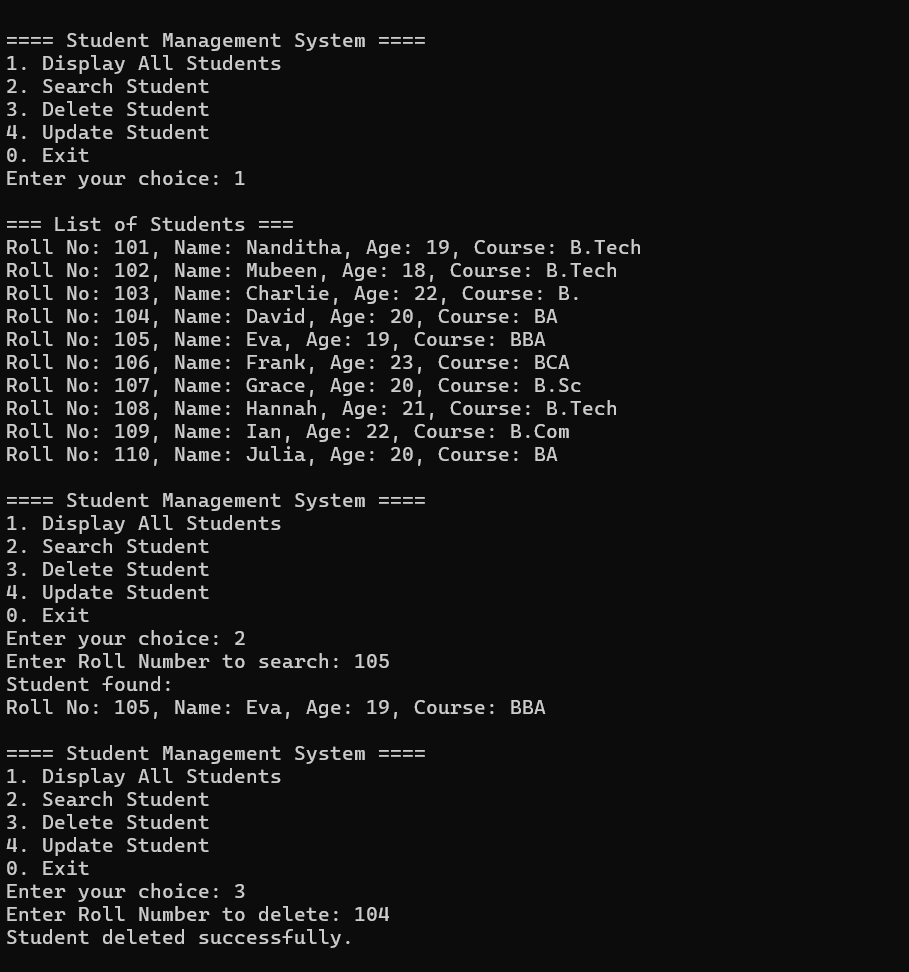 ==== Student Management System ====
1. Display All Students
2. Search Student
3. Delete Student
4. Update Student
0. Exit
Enter your choice: 1
=== List of Students ===
Roll No: 101, Name: Nanditha, Age: 19, Course: B.Tech
Roll No: 102, Name: Mubeen, Age: 18, Course: B.Tech
Roll No: 103, Name: Charlie, Age: 22, Course: B.
Roll No: 104, Name: David, Age: 20, Course: BA
Roll No: 105, Name: Eva, Age: 19, Course: BBA
Roll No: 106, Name: Frank, Age: 23, Course: BCA
Roll No: 107, Name: Grace, Age: 20, Course: B.Sc
Roll No: 108, Name: Hannah, Age: 21, Course: B.Tech
Roll No: 109, Name: Ian, Age: 22, Course: B.Com
Roll No: 110, Name: Julia, Age: 20, Course: BA
==== Student Management System ====
1. Display All Students
2. Search Student
3. Delete Student
4. Update Student
0. Exit
Enter your choice: 2
Enter Roll Number to search: 105
Student found:
Roll No: 105, Name: Eva, Age: 19, Course: BBA
==== Student Management System ====
1. Display All Students
2. Search Student
3. Delete Student
4. Update Student
0. Exit
Enter your choice: 3
Enter Roll Number to delete: 104
Student deleted successfully.